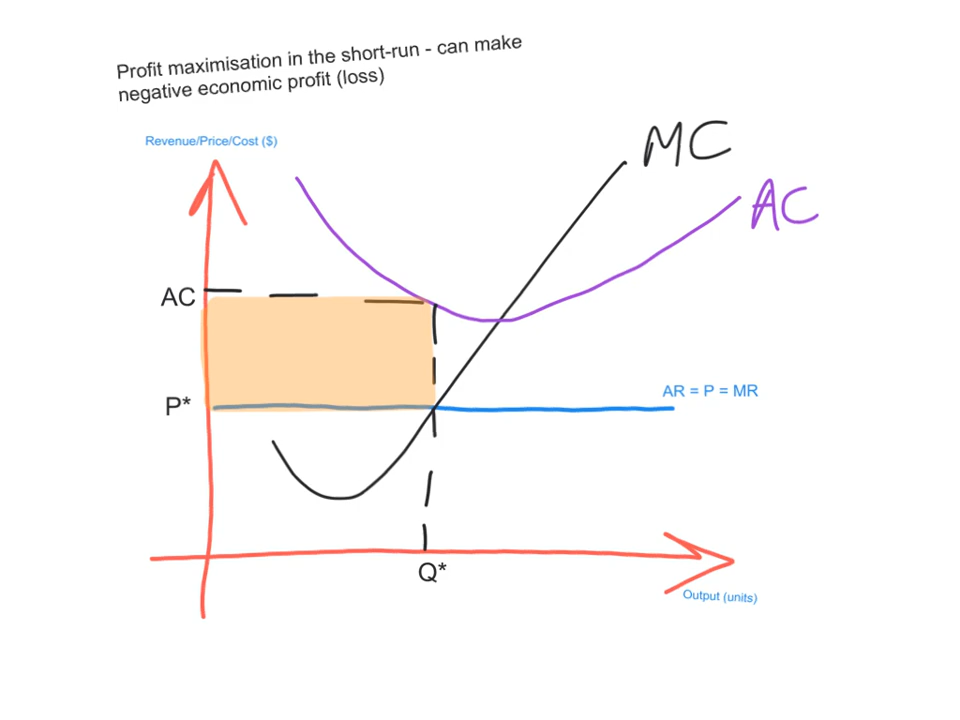 Profit maximisation in the short-run - can make
negative economic profit (loss)
Revenue/Price/Cost ($)
MC
AC
AC
AR = P = MR
P*
Q*
Output (units)